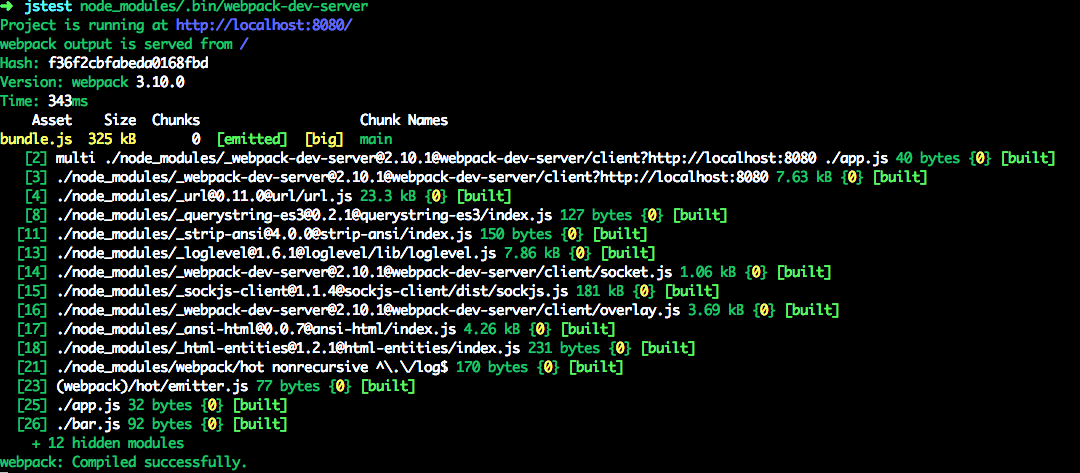 ➜ jstest node_modules/.bin/webpack-dev-server
Project is running at http://localhost:8080/
webpack output is served from /
Hash: f36f2cbfabeda0168fbd
Version: webpack 3.10.0
Time: 343ms
Asset Size Chunks Chunk Names
bundle.js 325 kB 0 [emitted] [big] main
[2] multi ./node_modules/_webpack-dev-server@2.10.1@webpack-dev-server/client?http://localhost:8080 ./app.js 40 bytes {0} [built]
[3] ./node_modules/_webpack-dev-server@2.10.1@webpack-dev-server/client?http://localhost:8080 7.63 kB {0} [built]
[4] ./node_modules/_url@0.11.0@url/url.js 23.3 kB {0} [built]
[8] ./node_modules/_querystring-es3@0.2.1@querystring-es3/index.js 127 bytes {0} [built]
[11] ./node_modules/_strip-ansi@4.0.0@strip-ansi/index.js 150 bytes {0} [built]
[13] ./node_modules/_loglevel@1.6.1@loglevel/lib/loglevel.js 7.86 kB {0} [built]
[14] ./node_modules/_webpack-dev-server@2.10.1@webpack-dev-server/client/socket.js 1.06 kB {0} [built]
[15] ./node_modules/_sockjs-client@1.1.4@sockjs-client/dist/sockjs.js 181 kB {0} [built]
[16] ./node_modules/_webpack-dev-server@2.10.1@webpack-dev-server/client/overlay.js 3.69 kB {0} [built]
[17] ./node_modules/_ansi-html@0.0.7@ansi-html/index.js 4.26 kB {0} [built]
[18] ./node_modules/_html-entities@1.2.1@html-entities/index.js 231 bytes {0} [built]
[21] ./node_modules/webpack/hot nonrecursive ^\.\/log$ 170 bytes {0} [built]
[23] (webpack)/hot/emitter.js 77 bytes {0} [built]
[25] ./app.js 32 bytes {0} [built]
[26] ./bar.js 92 bytes {0} [built]
+ 12 hidden modules
webpack: Compiled successfully.